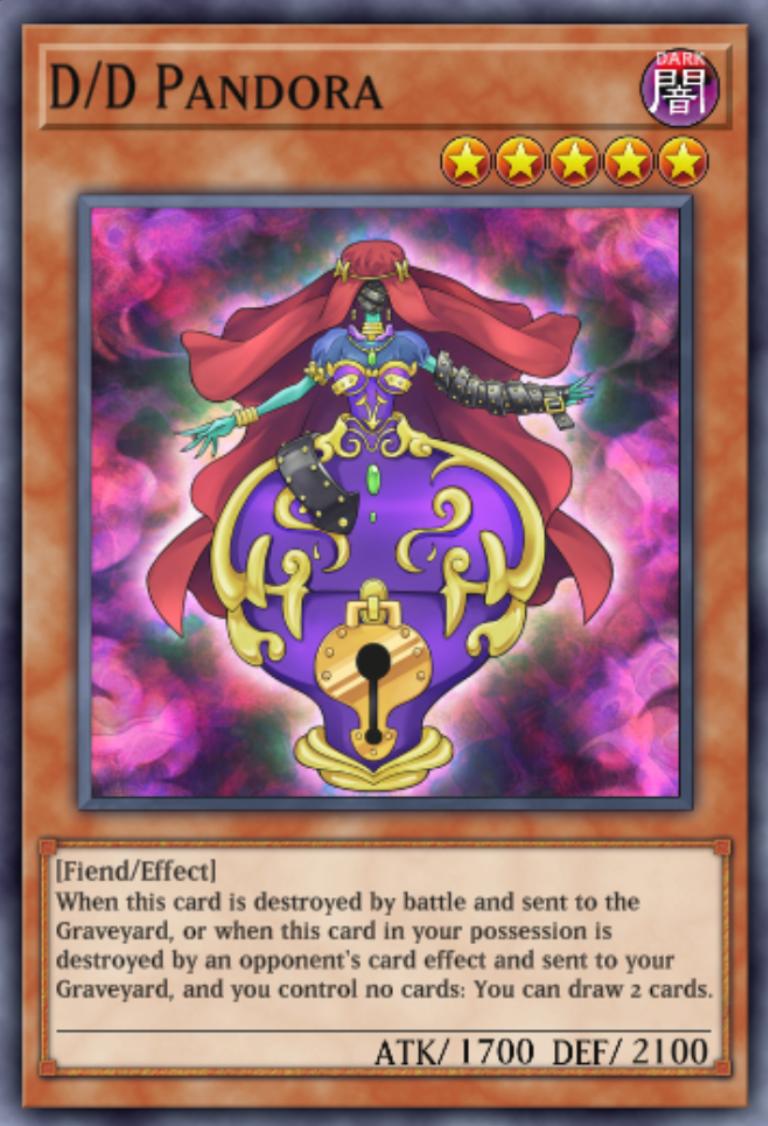 D/D Pandora
DARK
闇
[Fiend/Effect]
When this card is destroyed by battle and sent to the
Graveyard, or when this card in your possession is
destroyed by an opponent's card effect and sent to your
Graveyard, and you control no cards: You can draw 2 cards.
ATK/ 1700 DEF/ 2100